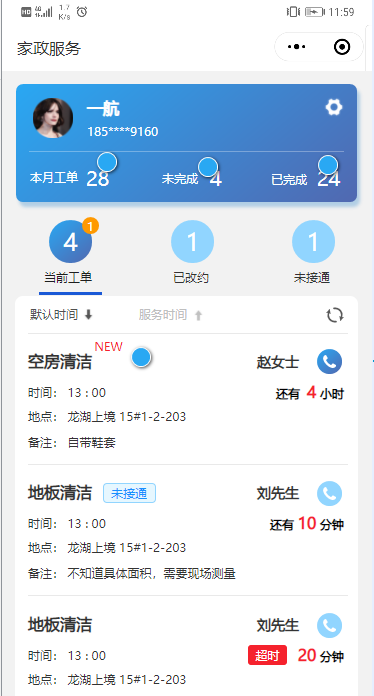 HD 4G 1.7 K/s 11:59
家政服务
一航
185****9160
本月工单 28 未完成 4 已完成 24
4 1 1 1
当前工单 已改约 未接通
默认时间 服务时间
NEW
空房清洁 赵女士
时间： 13：00 还有 4 小时
地点： 龙湖上境 15#1-2-203
备注： 自带鞋套
地板清洁 未接通 刘先生
时间： 13：00 还有 10 分钟
地点： 龙湖上境 15#1-2-203
备注： 不知道具体面积，需要现场测量
地板清洁 刘先生
时间： 13：00 超时 20 分钟
地点： 龙湖上境 15#1-2-203